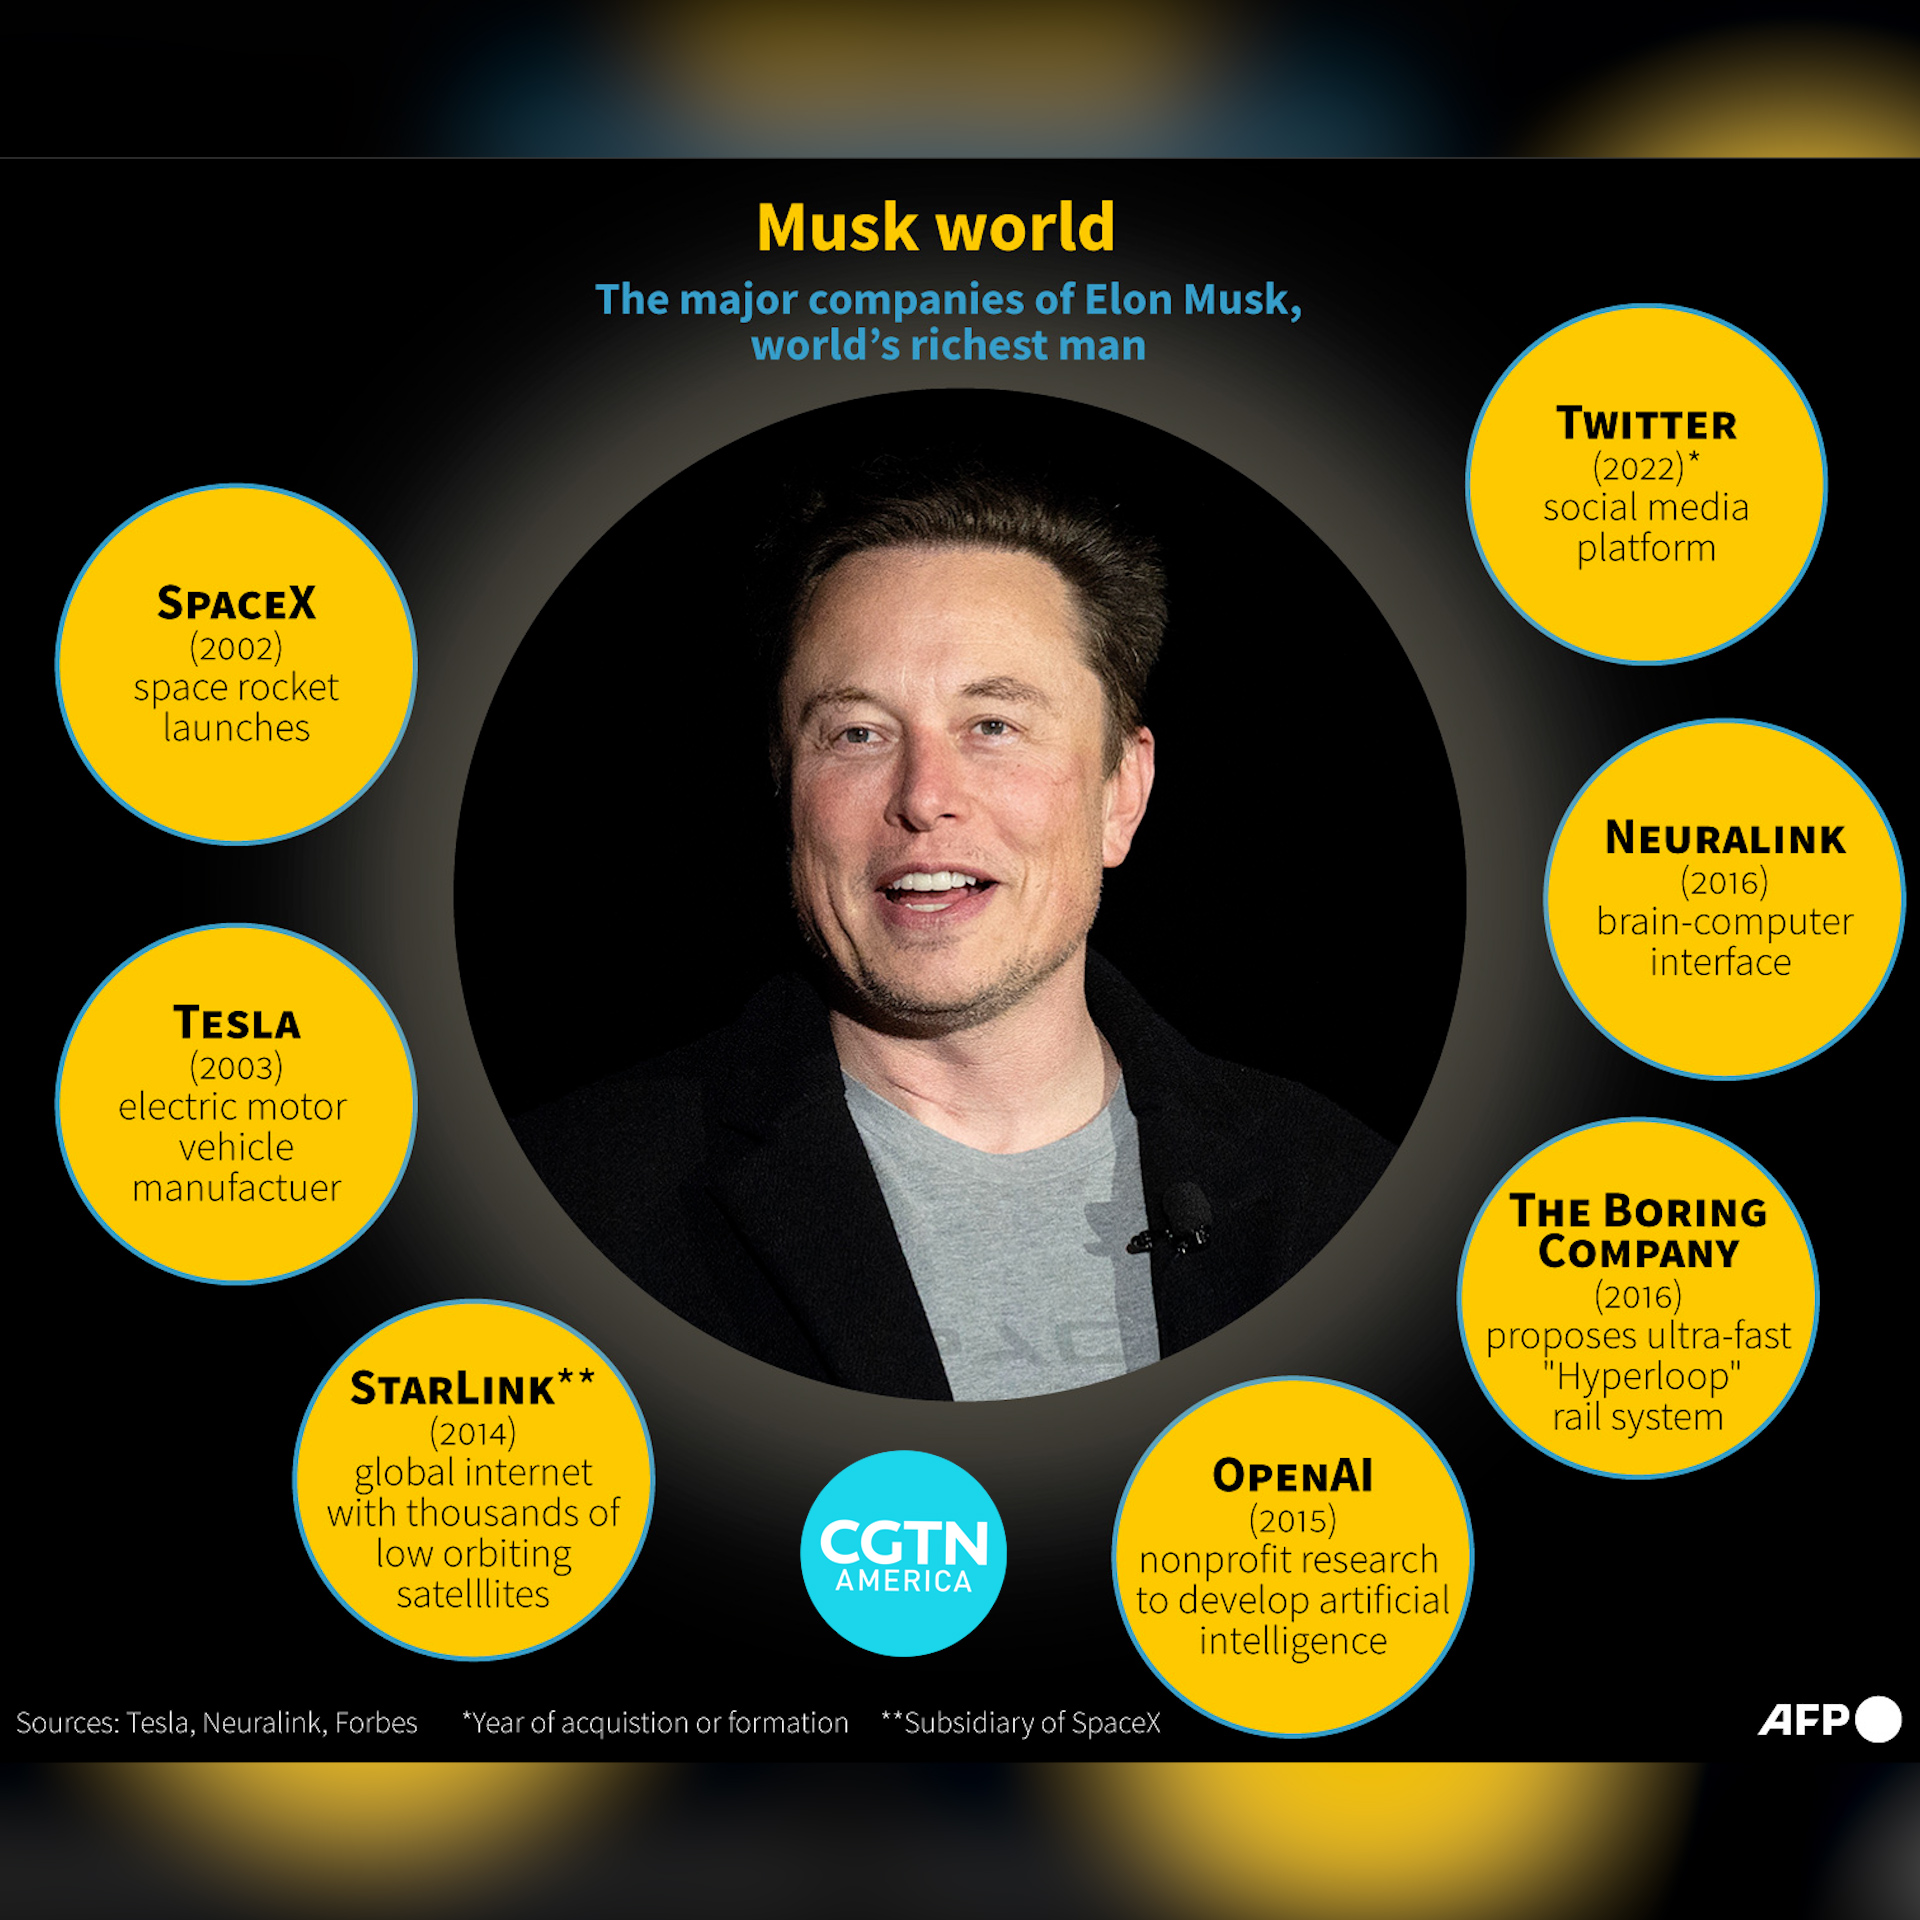 Musk world
The major companies of Elon Musk,
world's richest man
SPACEX
(2002)
space rocket
launches
TESLA
(2003)
electric motor
vehicle
manufactuer
STARLINK**
(2014)
global internet
with thousands of
low orbiting
satelllites
TWITTER
(2022)*
social media
platform
NEURALINK
(2016)
brain-computer
interface
THE BORING
COMPANY
(2016)
proposes ultra-fast
"Hyperloop"
rail system
OPENAI
(2015)
nonprofit research
to develop artificial
intelligence
CGTN
AMERICA
Sources: Tesla, Neuralink, Forbes *Year of acquistion or formation **Subsidiary of SpaceX
AFP